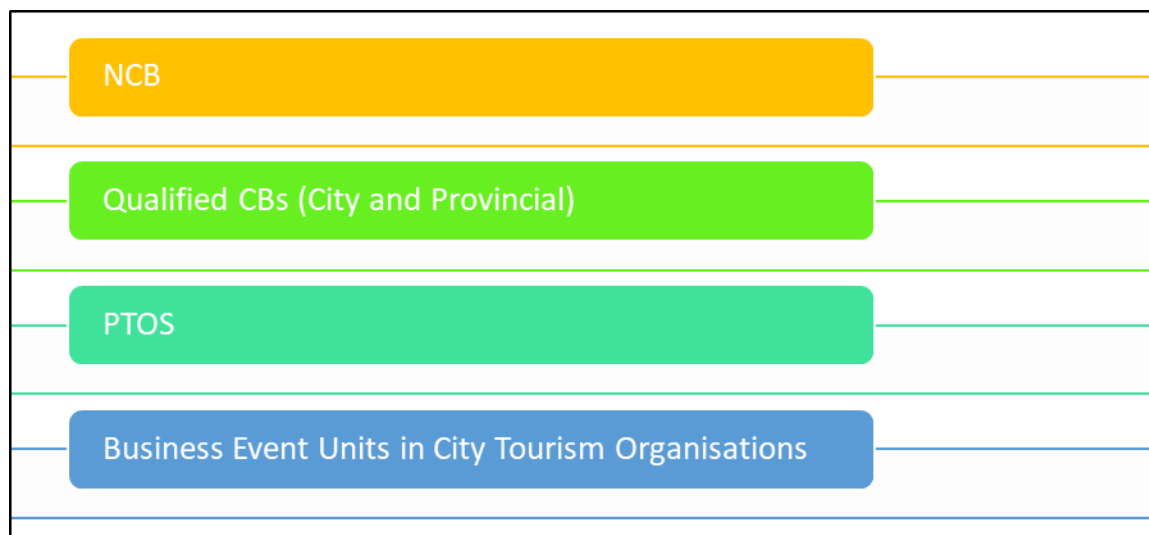 NCB
Qualified CBs (City and Provincial)
PTOS
Business Event Units in City Tourism Organisations